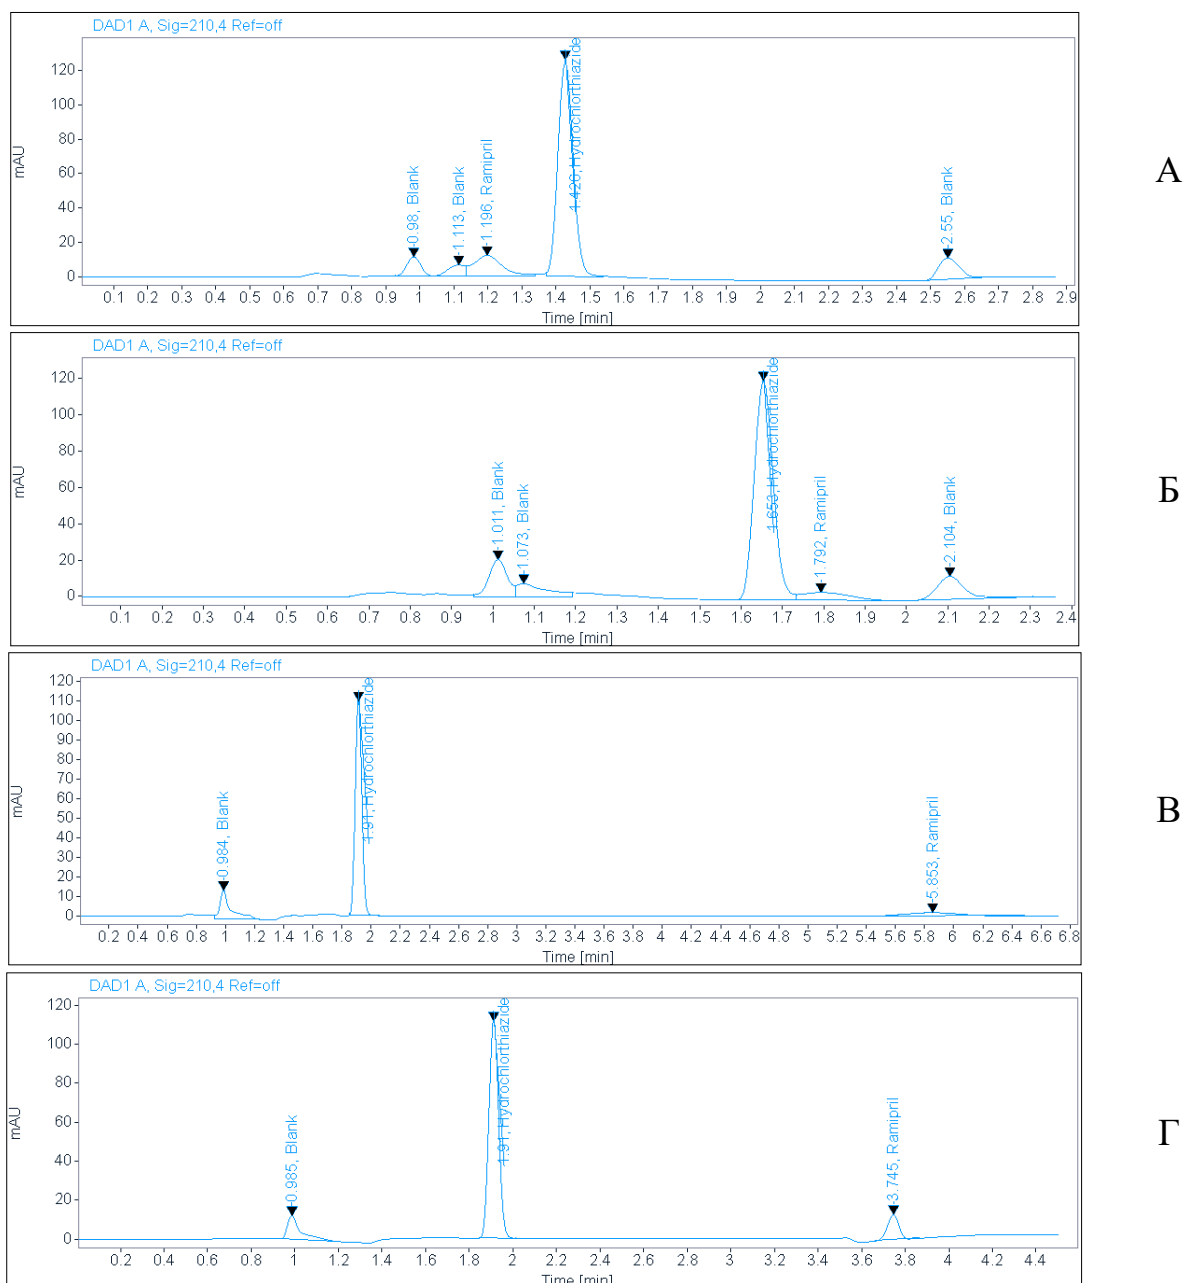 DAD1 A, Sig=210,4 Ref=off
mAU
120
100
80
60
40
20
0
0.98, Blank
1.113, Blank
1.196, Ramipril
1.426, Hydrochlorthiazide
2.55, Blank
0.1 0.2 0.3 0.4 0.5 0.6 0.7 0.8 0.9 1 1.1 1.2 1.3 1.4 1.5 1.6 1.7 1.8 1.9 2 2.1 2.2 2.3 2.4 2.5 2.6 2.7 2.8 2.9
Time [min]
А
DAD1 A, Sig=210,4 Ref=off
mAU
120
100
80
60
40
20
0
1.011, Blank
1.073, Blank
1.653, Hydrochlorthiazide
1.792, Ramipril
2.104, Blank
0.1 0.2 0.3 0.4 0.5 0.6 0.7 0.8 0.9 1 1.1 1.2 1.3 1.4 1.5 1.6 1.7 1.8 1.9 2 2.1 2.2 2.3 2.4
Time [min]
Б
DAD1 A, Sig=210,4 Ref=off
mAU
120
110
100
90
80
70
60
50
40
30
20
10
0
0.984, Blank
1.91, Hydrochlorthiazide
5.853, Ramipril
0.2 0.4 0.6 0.8 1 1.2 1.4 1.6 1.8 2 2.2 2.4 2.6 2.8 3 3.2 3.4 3.6 3.8 4 4.2 4.4 4.6 4.8 5 5.2 5.4 5.6 5.8 6 6.2 6.4 6.6 6.8
Time [min]
В
DAD1 A, Sig=210,4 Ref=off
mAU
120
100
80
60
40
20
0
0.985, Blank
1.91, Hydrochlorthiazide
3.745, Ramipril
0.2 0.4 0.6 0.8 1 1.2 1.4 1.6 1.8 2 2.2 2.4 2.6 2.8 3 3.2 3.4 3.6 3.8 4 4.2 4.4
Time [min]
Г